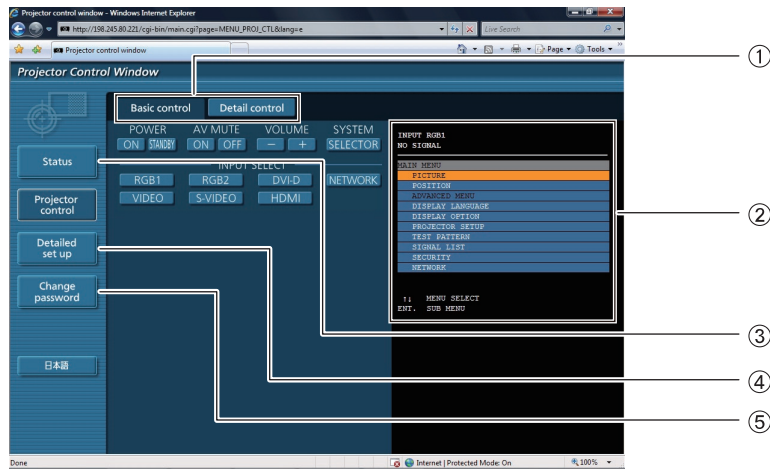 Projector control window - Windows Internet Explorer
http://198.245.80.221/cgi-bin/main.cgi?page=MENU_PROJ_CTL&lang=e
Live Search
Projector control window
Page
Tools
Projector Control Window
①
Basic control
Detail control
POWER
AV MUTE
VOLUME
SYSTEM
ON
STANDBY
ON
OFF
−
+
SELECTOR
INPUT SELECT
RGB1
RGB2
DVI-D
NETWORK
VIDEO
S-VIDEO
HDMI
Status
Projector
control
Detailed
set up
Change
password
日本語
INPUT RGB1
NO SIGNAL
MAIN MENU
PICTURE
POSITION
ADVANCED MENU
DISPLAY LANGUAGE
DISPLAY OPTION
PROJECTOR SETUP
TEST PATTERN
SIGNAL LIST
SECURITY
NETWORK
↑↓ MENU SELECT
ENT. SUB MENU
②
③
④
⑤
Done
Internet | Protected Mode: On
100%